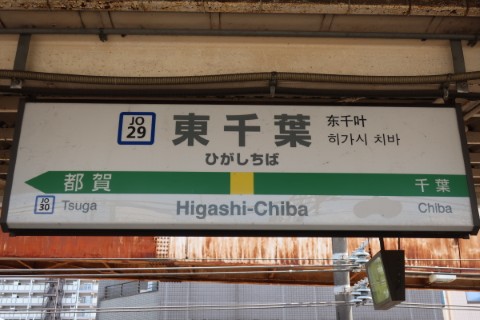 JO
29
東千葉
东千叶
히가시 치바
ひがしちば
都賀
千葉
JO
30
Tsuga
Higashi-Chiba
Chiba